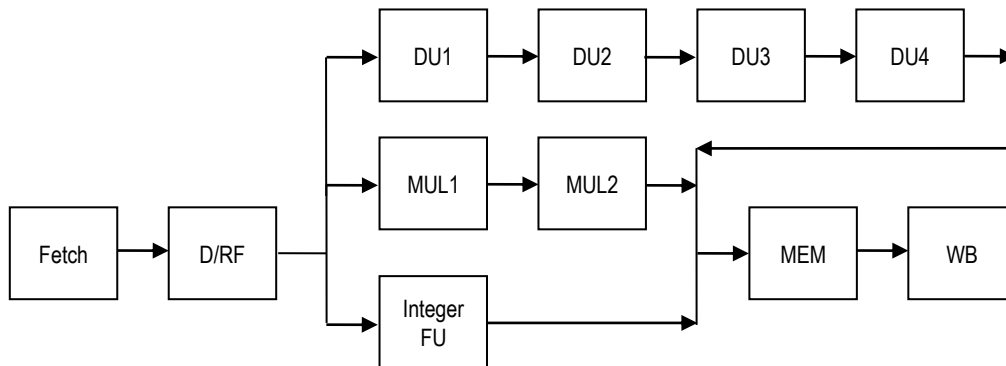 DU1
DU2
DU3
DU4
MUL1
MUL2
Fetch
D/RF
MEM
WB
Integer
FU